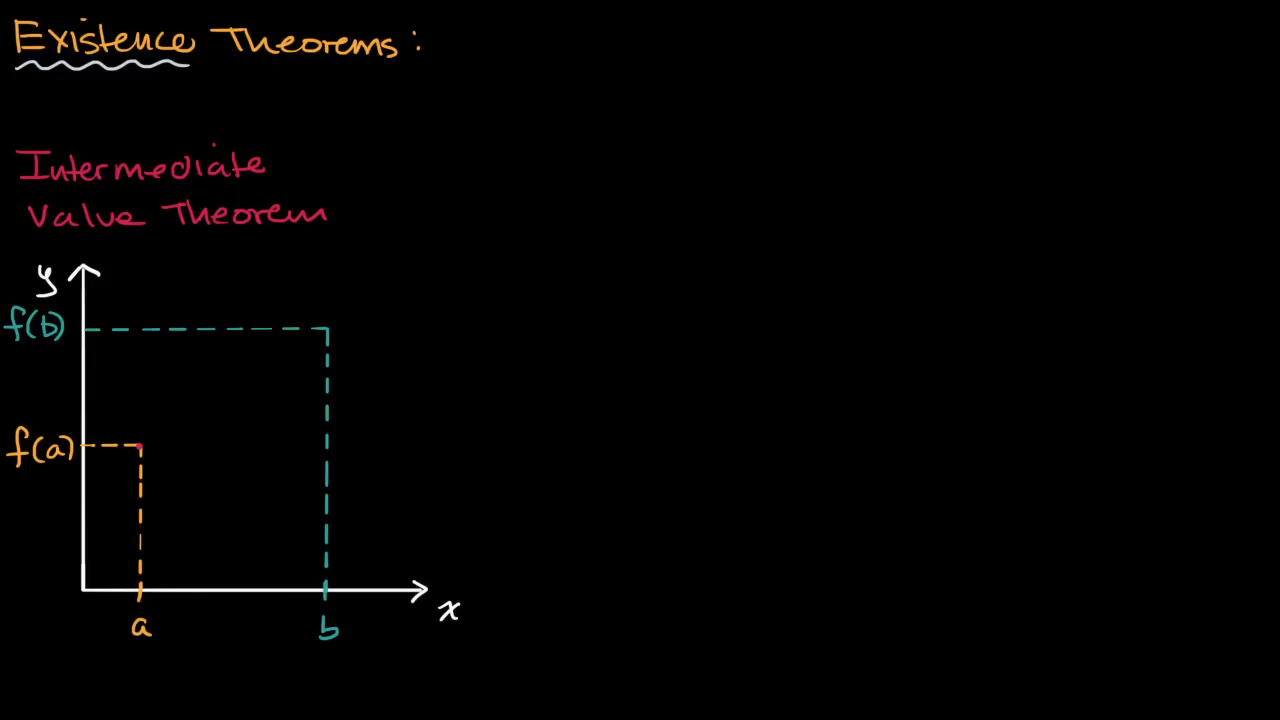 Existence Theorems:
Intermediate
Value Theorem
y
f(b)
f(a)
a
b
x